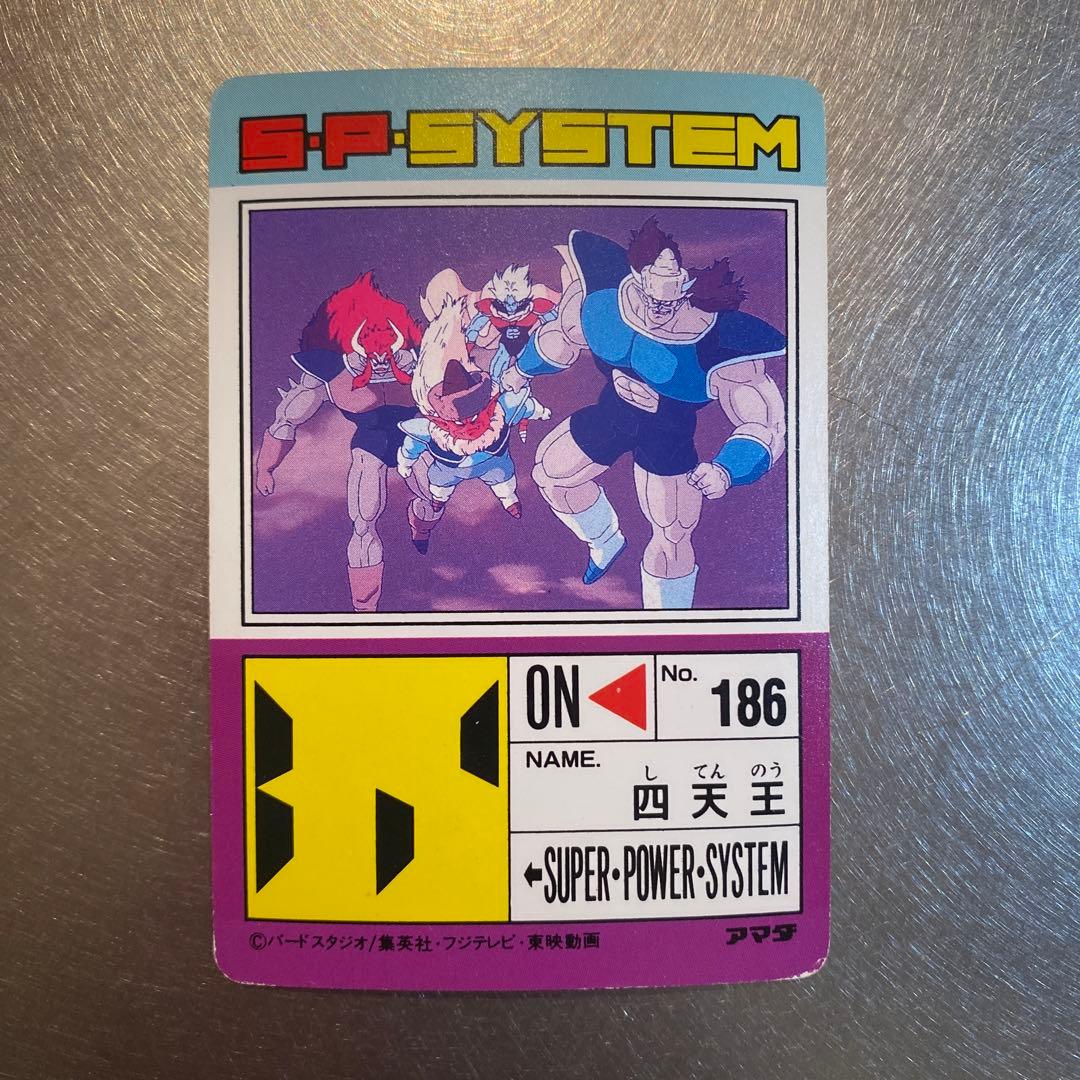 S·P·SYSTEM
ON
No. 186
NAME.
し てん のう
四天王
←SUPER·POWER·SYSTEM
©バードスタジオ/集英社・フジテレビ・東映動画
アマダ